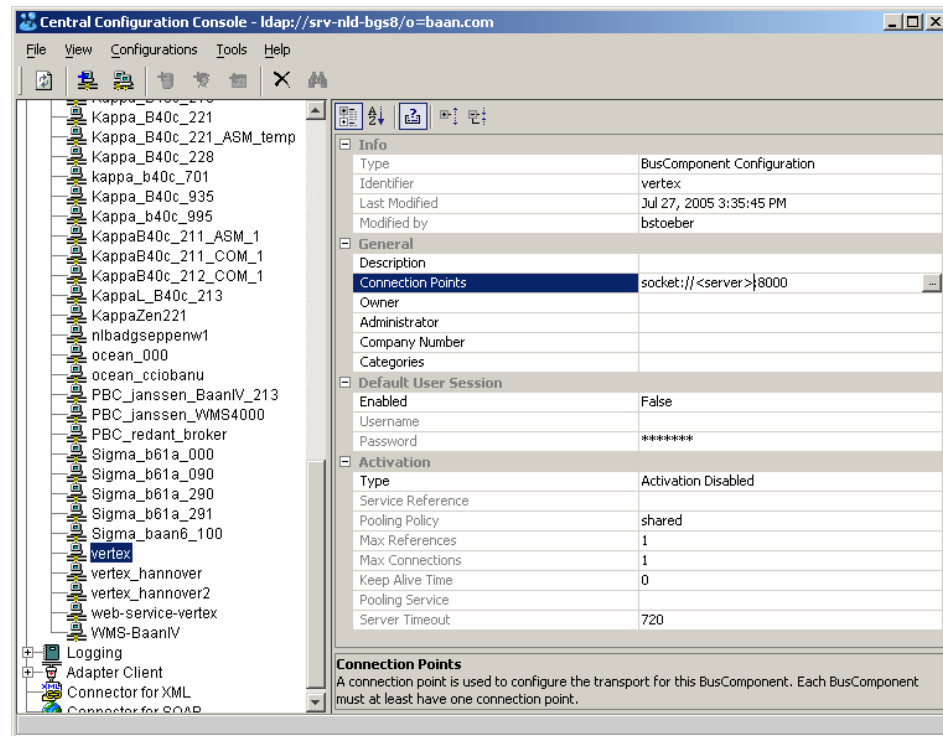 Central Configuration Console - ldap://srv-nld-bgs8/o=baan.com
File View Configurations Tools Help
Kappa_B40c_221
Kappa_B40c_221_ASM_temp
Kappa_B40c_228
kappa_b40c_701
Kappa_B40c_935
Kappa_b40c_995
KappaB40c_211_ASM_1
KappaB40c_211_COM_1
KappaB40c_212_COM_1
KappaL_B40c_213
KappaZen221
nlbadgseppenw1
ocean_000
ocean_cciobanu
PBC_janssen_BaanIV_213
PBC_janssen_WMS4000
PBC_redant_broker
Sigma_b61a_000
Sigma_b61a_090
Sigma_b61a_290
Sigma_b61a_291
Sigma_baan6_100
vertex
vertex_hannover
vertex_hannover2
web-service-vertex
WMS-BaanIV
Logging
Adapter Client
Connector for XML
Connector for SOAP
Info
Type BusComponent Configuration
Identifier vertex
Last Modified Jul 27, 2005 3:35:45 PM
Modified by bstoeber
General
Description
Connection Points socket://<server>:8000 ...
Owner
Administrator
Company Number
Categories
Default User Session
Enabled False
Username
Password *******
Activation
Type Activation Disabled
Service Reference
Pooling Policy shared
Max References 1
Max Connections 1
Keep Alive Time 0
Pooling Service
Server Timeout 720
Connection Points
A connection point is used to configure the transport for this BusComponent. Each BusComponent
must at least have one connection point.